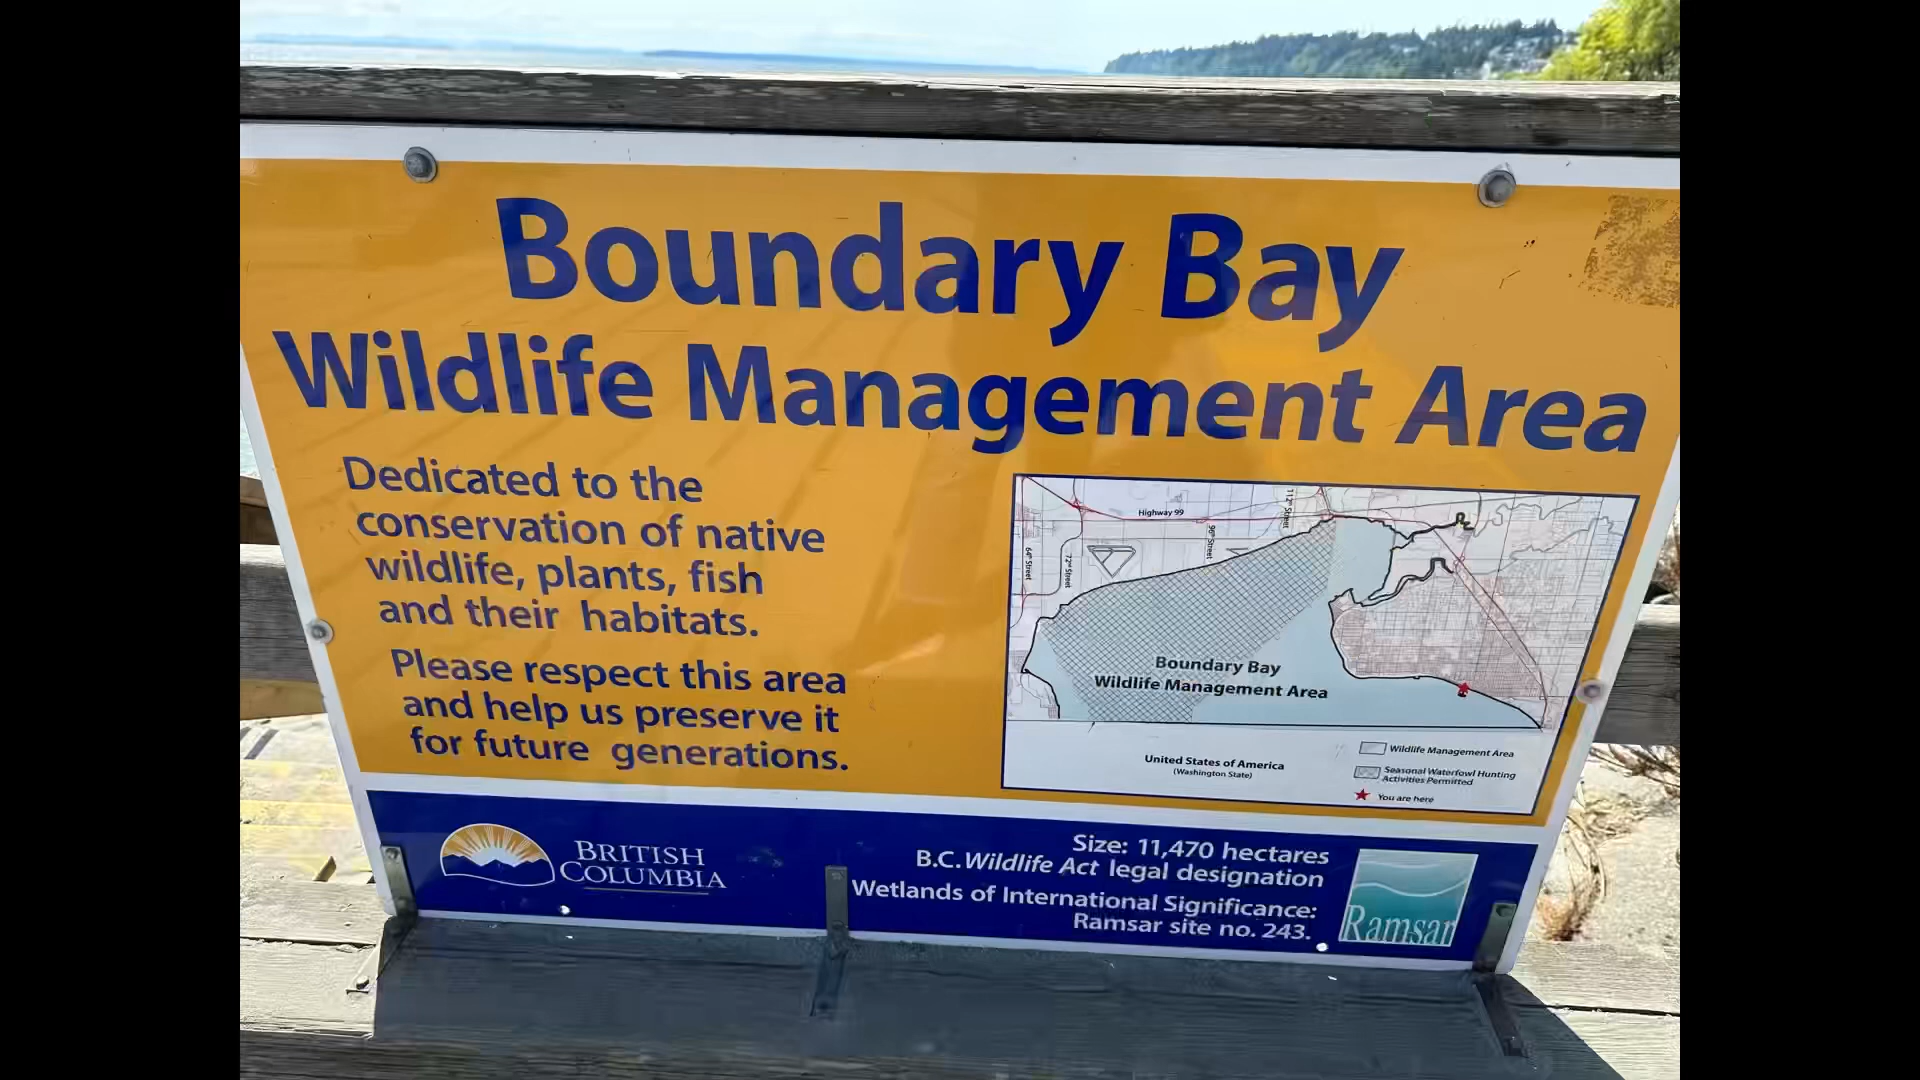 Boundary Bay
Wildlife Management Area
Dedicated to the
conservation of native
wildlife, plants, fish
and their habitats.
Please respect this area
and help us preserve it
for future generations.
Highway 99
112th Street
96th Street
72nd Street
64th Street
Boundary Bay
Wildlife Management Area
United States of America
(Washington State)
Wildlife Management Area
Seasonal Waterfowl Hunting
Activities Permitted
You are here
BRITISH
COLUMBIA
Size: 11,470 hectares
B.C. Wildlife Act legal designation
Wetlands of International Significance:
Ramsar site no. 243.
Ramsar